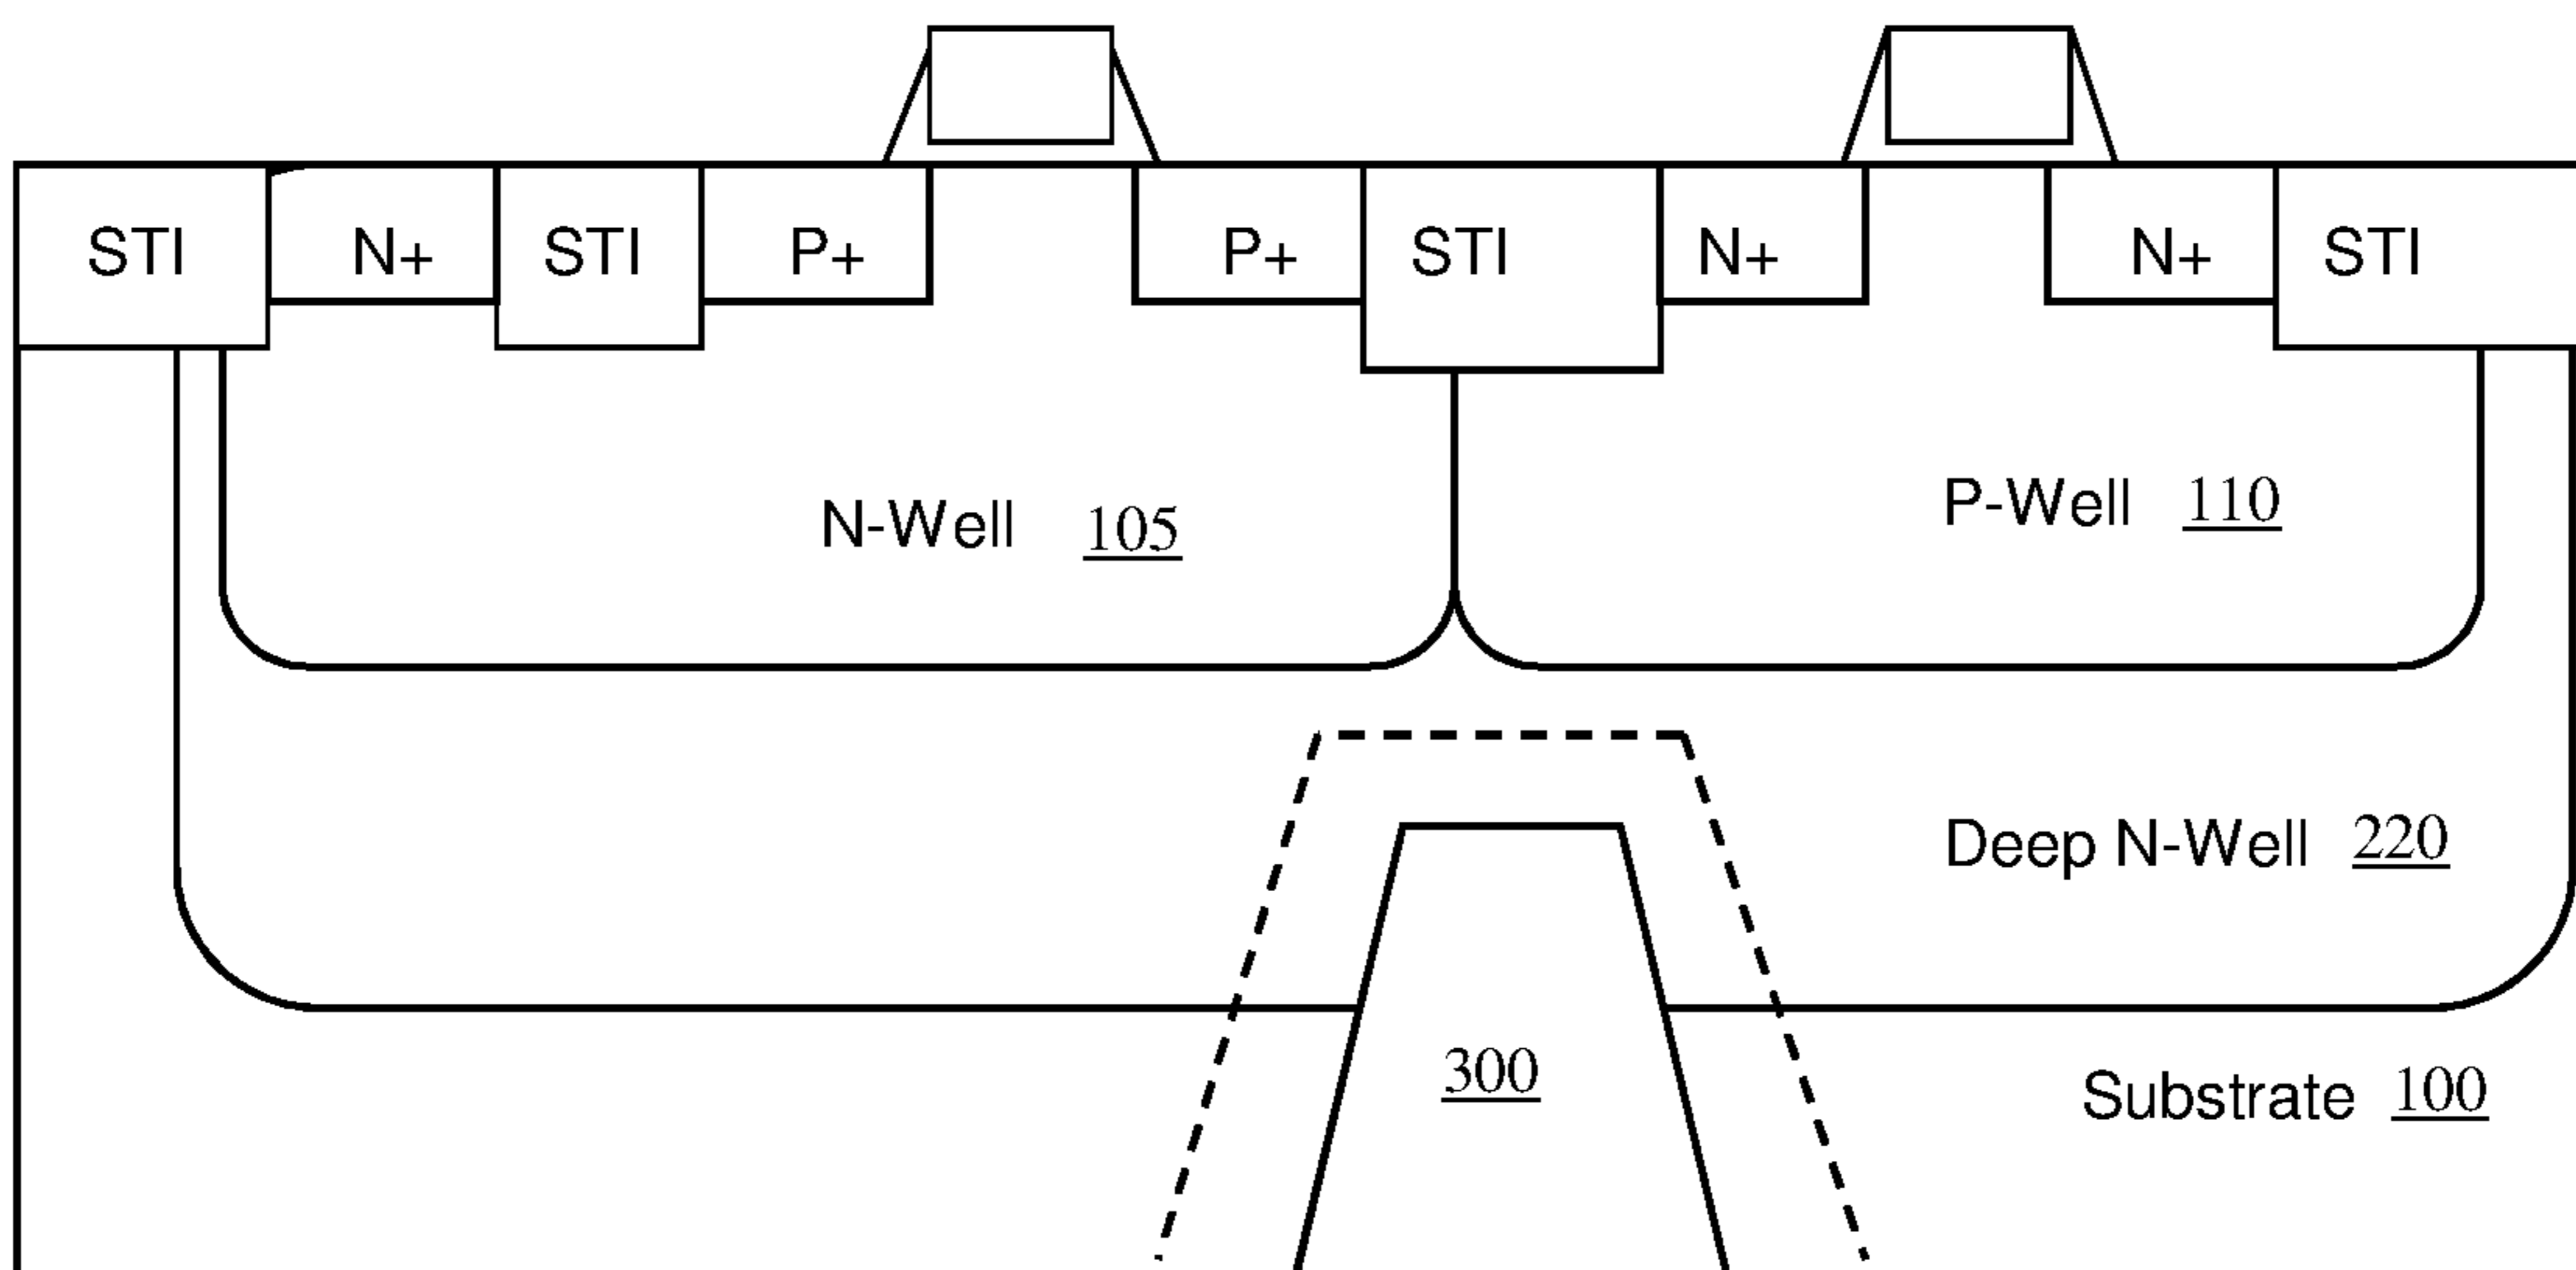 STI N+ STI P+ P+ STI N+ N+ STI
N-Well 105
P-Well 110
Deep N-Well 220
300
Substrate 100